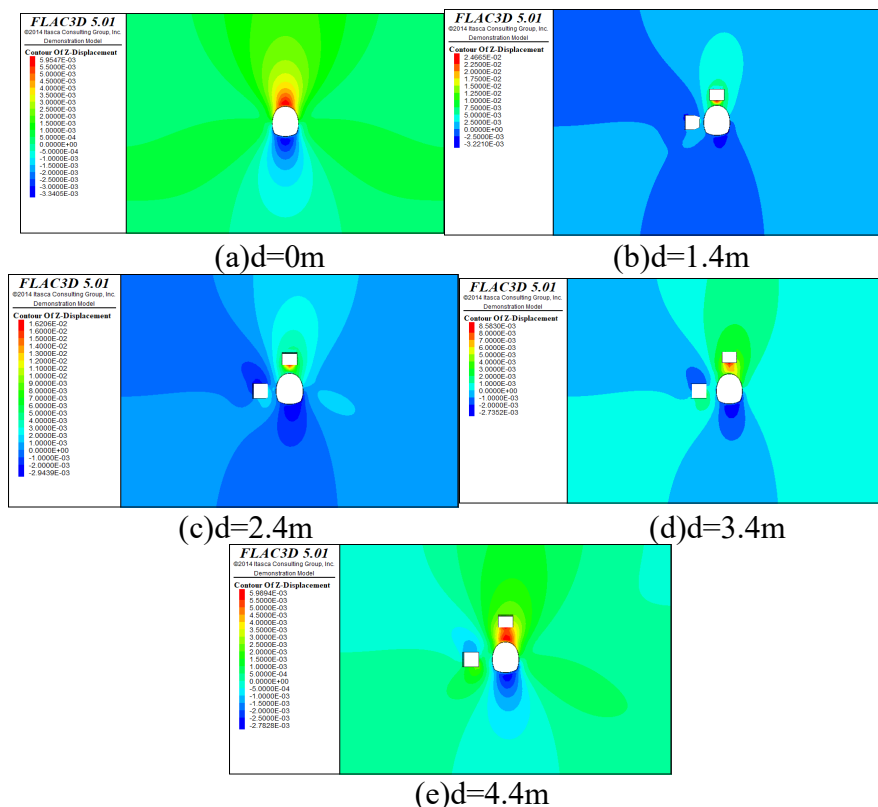 FLAC3D 5.01
©2014 Itasca Consulting Group, Inc.
Demonstration Model
Contour Of Z-Displacement
5.9547E-03
5.5000E-03
5.0000E-03
4.5000E-03
4.0000E-03
3.5000E-03
3.0000E-03
2.5000E-03
2.0000E-03
1.5000E-03
1.0000E-03
5.0000E-04
0.0000E+00
-5.0000E-04
-1.0000E-03
-1.5000E-03
-2.0000E-03
-2.5000E-03
-3.0000E-03
-3.3405E-03
(a)d=0m
FLAC3D 5.01
©2014 Itasca Consulting Group, Inc.
Demonstration Model
Contour Of Z-Displacement
2.4665E-02
2.2500E-02
2.0000E-02
1.7500E-02
1.5000E-02
1.2500E-02
1.0000E-02
7.5000E-03
5.0000E-03
2.5000E-03
0.0000E+00
-2.5000E-03
-3.2210E-03
(b)d=1.4m
FLAC3D 5.01
©2014 Itasca Consulting Group, Inc.
Demonstration Model
Contour Of Z-Displacement
1.6206E-02
1.6000E-02
1.5000E-02
1.4000E-02
1.3000E-02
1.2000E-02
1.1000E-02
1.0000E-02
9.0000E-03
8.0000E-03
7.0000E-03
6.0000E-03
5.0000E-03
4.0000E-03
3.0000E-03
2.0000E-03
1.0000E-03
0.0000E+00
-1.0000E-03
-2.0000E-03
-2.9439E-03
(c)d=2.4m
FLAC3D 5.01
©2014 Itasca Consulting Group, Inc.
Demonstration Model
Contour Of Z-Displacement
8.5830E-03
8.0000E-03
7.0000E-03
6.0000E-03
5.0000E-03
4.0000E-03
3.0000E-03
2.0000E-03
1.0000E-03
0.0000E+00
-1.0000E-03
-2.0000E-03
-2.7352E-03
(d)d=3.4m
FLAC3D 5.01
©2014 Itasca Consulting Group, Inc.
Demonstration Model
Contour Of Z-Displacement
5.9694E-03
5.5000E-03
5.0000E-03
4.5000E-03
4.0000E-03
3.5000E-03
3.0000E-03
2.5000E-03
2.0000E-03
1.5000E-03
1.0000E-03
5.0000E-04
0.0000E+00
-5.0000E-04
-1.0000E-03
-1.5000E-03
-2.0000E-03
-2.5000E-03
-2.7828E-03
(e)d=4.4m